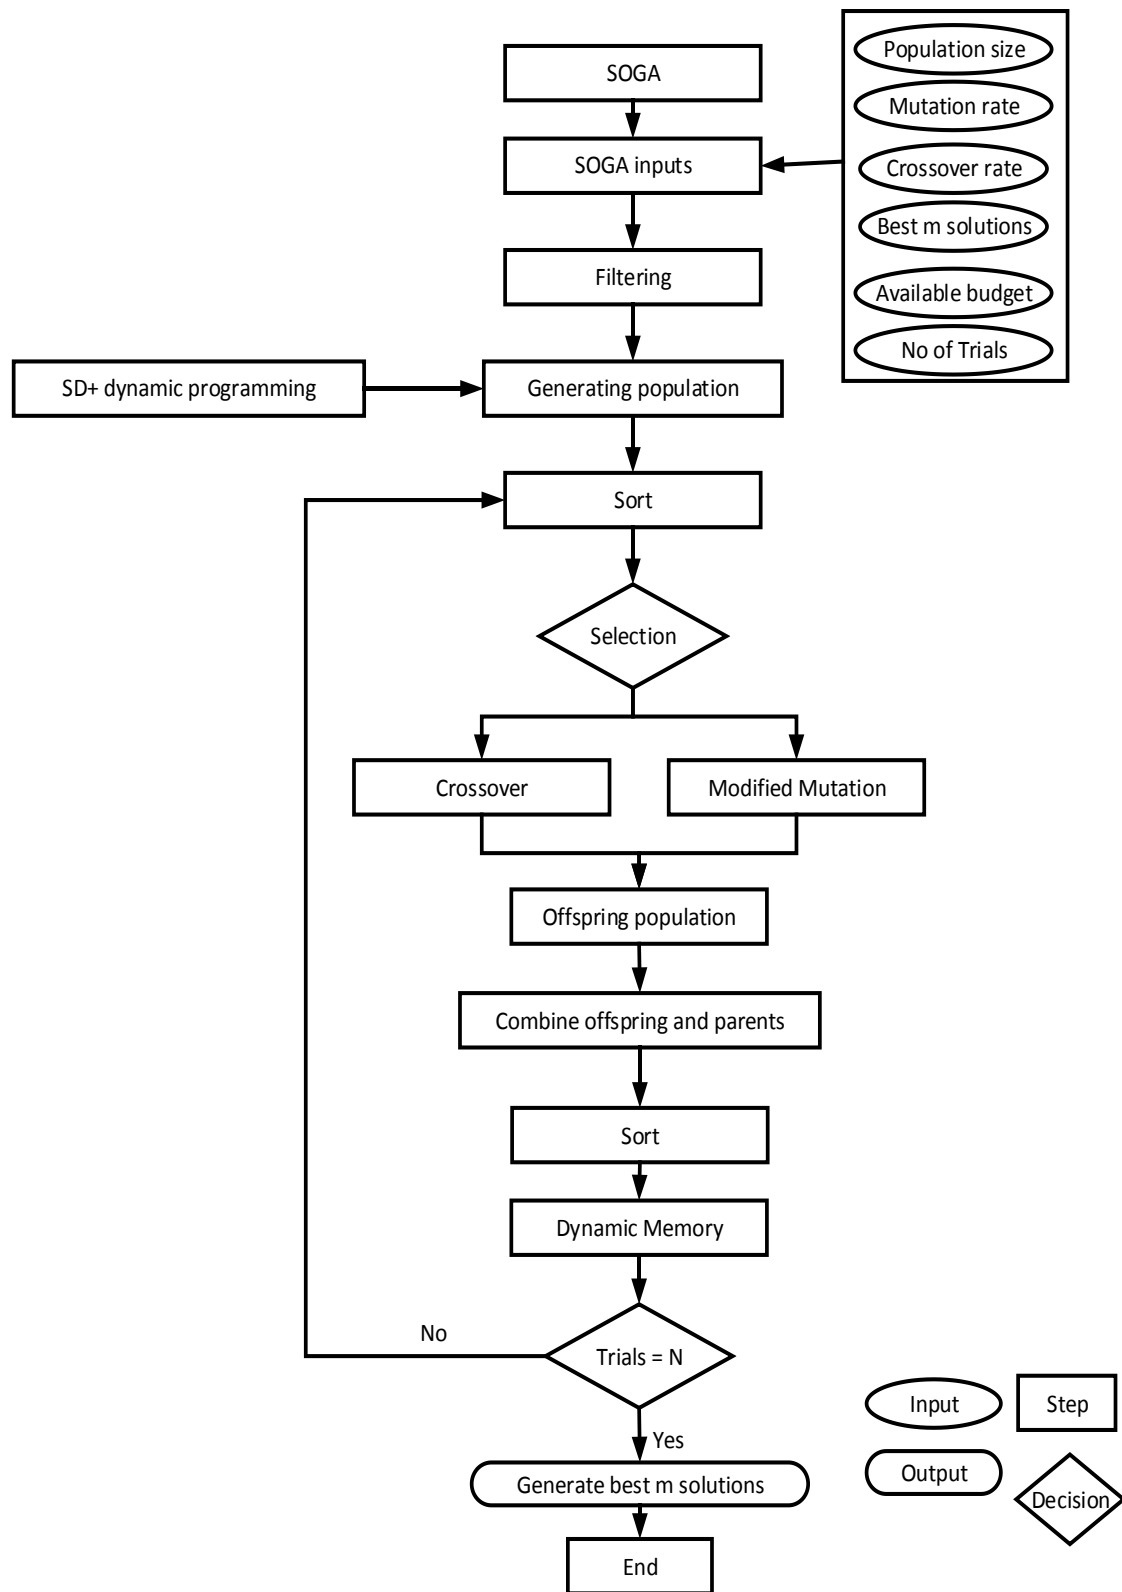 SOGA
SOGA inputs
Population size
Mutation rate
Crossover rate
Best m solutions
Available budget
No of Trials
Filtering
SD+ dynamic programming
Generating population
Sort
Selection
Crossover
Modified Mutation
Offspring population
Combine offspring and parents
Sort
Dynamic Memory
No
Trials = N
Yes
Generate best m solutions
End
Input
Step
Output
Decision